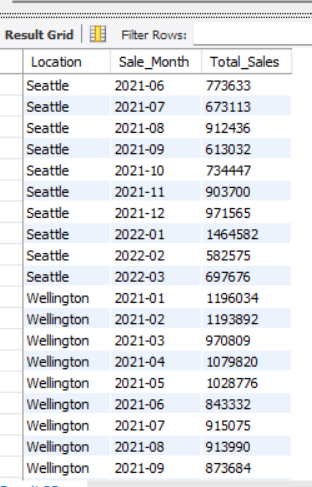 Result Grid Filter Rows:
Location Sale_Month Total_Sales
Seattle 2021-06 773633
Seattle 2021-07 673113
Seattle 2021-08 912436
Seattle 2021-09 613032
Seattle 2021-10 734447
Seattle 2021-11 903700
Seattle 2021-12 971565
Seattle 2022-01 1464582
Seattle 2022-02 582575
Seattle 2022-03 697676
Wellington 2021-01 1196034
Wellington 2021-02 1193892
Wellington 2021-03 970809
Wellington 2021-04 1079820
Wellington 2021-05 1028776
Wellington 2021-06 843332
Wellington 2021-07 915075
Wellington 2021-08 913990
Wellington 2021-09 873684